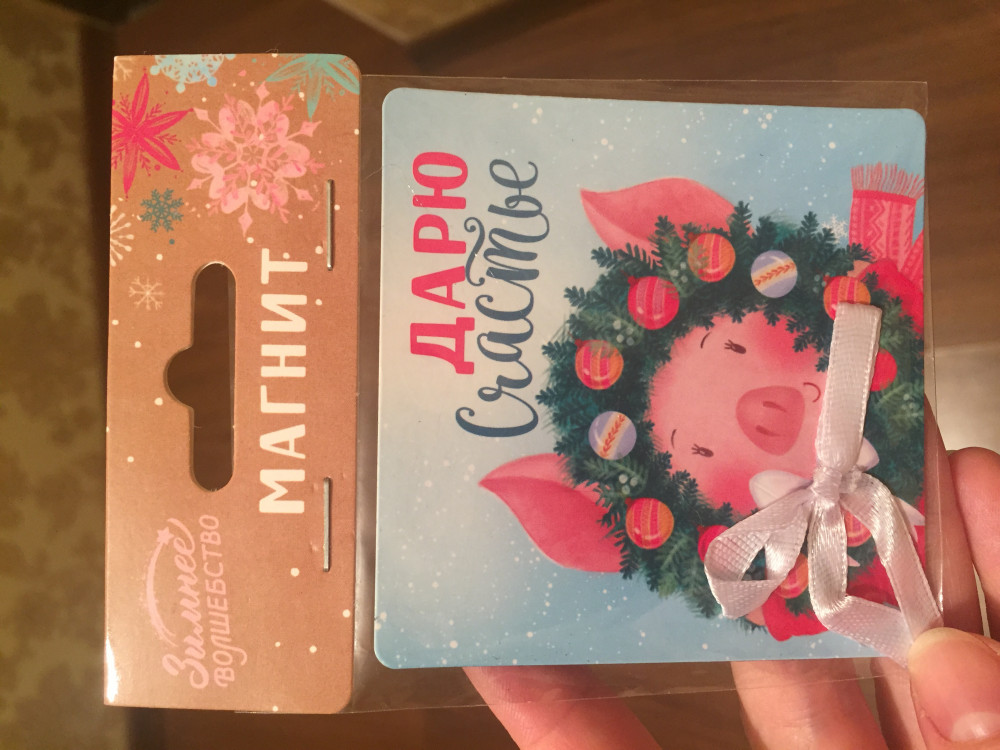 Зимнее
ВОЛШЕБСТВО
МАГНИТ
ДАРЮ
Счастье